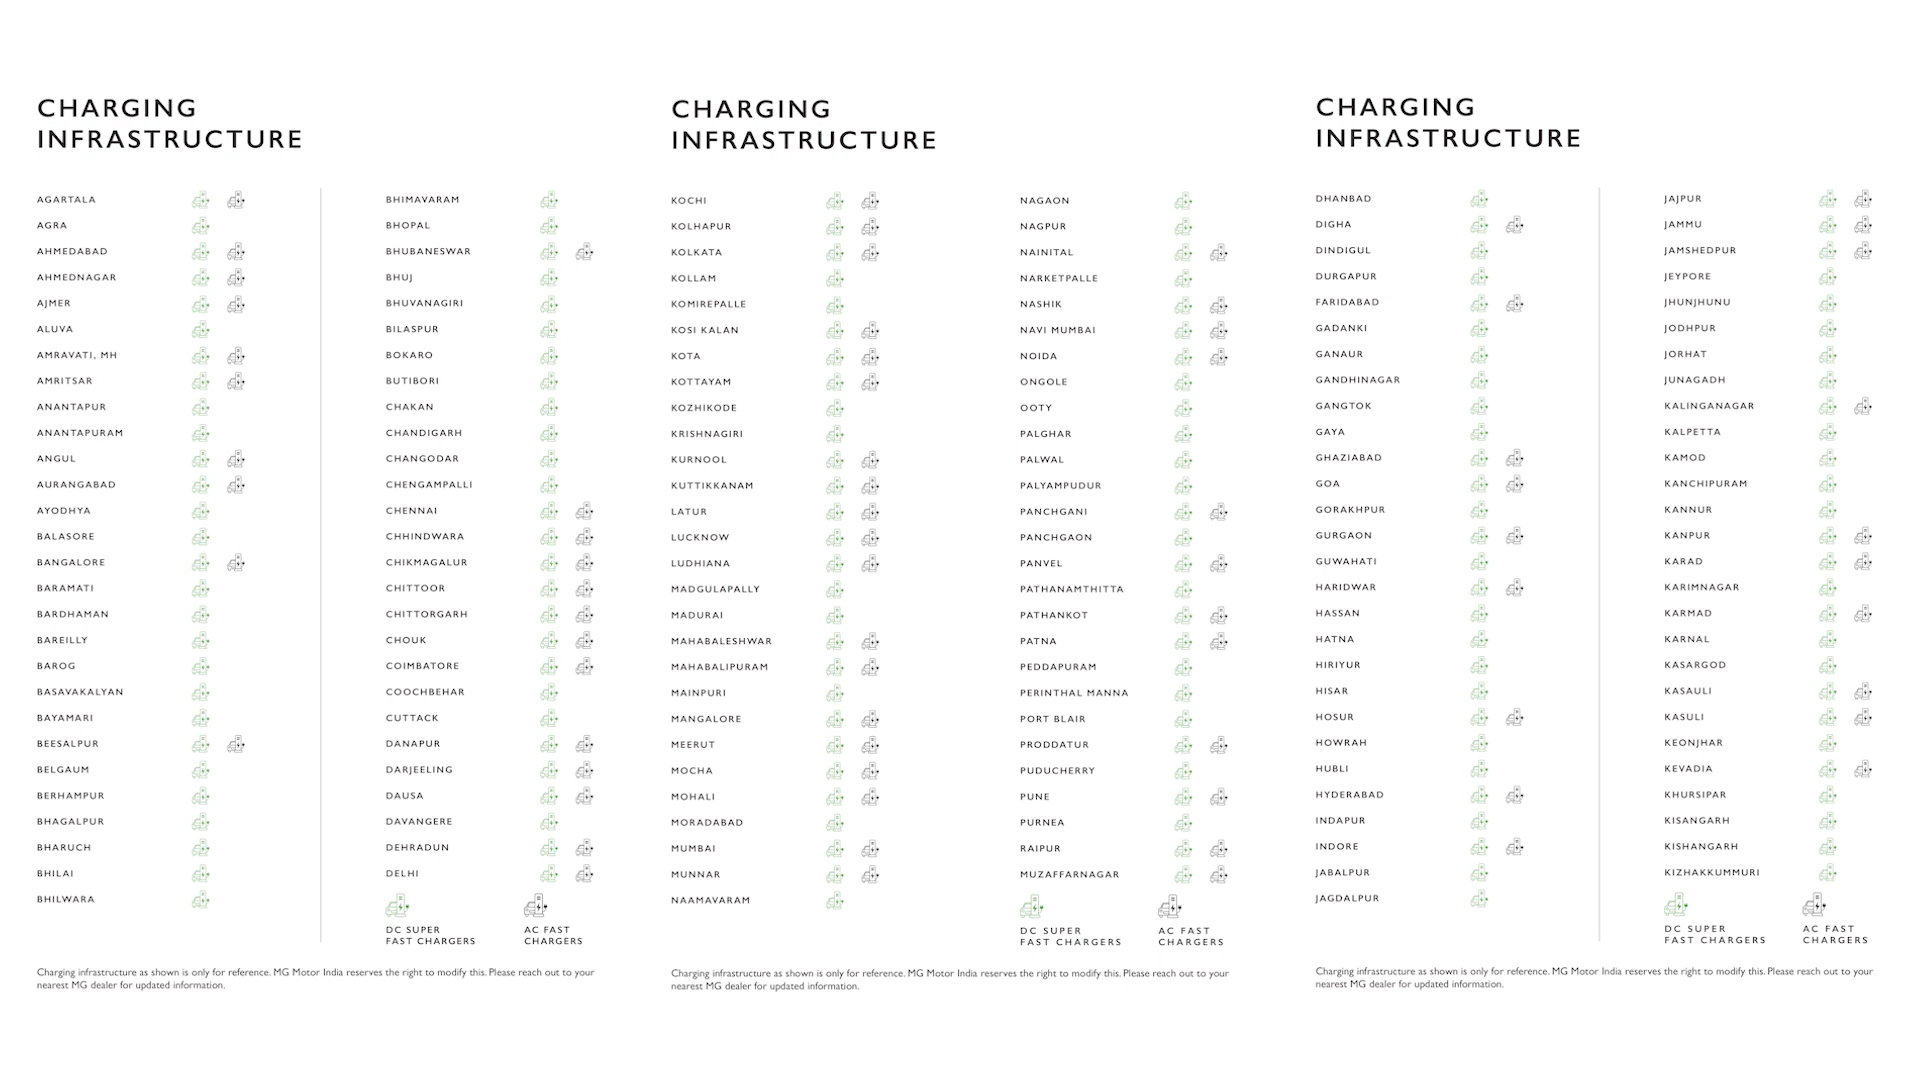 CHARGING
INFRASTRUCTURE
AGARTALA
AGRA
AHMEDABAD
AHMEDNAGAR
AJMER
ALUVA
AMRAVATI, MH
AMRITSAR
ANANTAPUR
ANANTAPURAM
ANGUL
AURANGABAD
AYODHYA
BALASORE
BANGALORE
BARAMATI
BARDHAMAN
BAREILLY
BAROG
BASAVAKALYAN
BAYAMARI
BEESALPUR
BELGAUM
BERHAMPUR
BHAGALPUR
BHARUCH
BHILAI
BHILWARA
BHIMAVARAM
BHOPAL
BHUBANESWAR
BHUJ
BHUVANAGIRI
BILASPUR
BOKARO
BUTIBORI
CHAKAN
CHANDIGARH
CHANGODAR
CHENGAMPALLI
CHENNAI
CHHINDWARA
CHIKMAGALUR
CHITTOOR
CHITTORGARH
CHOUK
COIMBATORE
COOCHBEHAR
CUTTACK
DANAPUR
DARJEELING
DAUSA
DAVANGERE
DEHRADUN
DELHI
DC SUPER
FAST CHARGERS
AC FAST
CHARGERS
Charging infrastructure as shown is only for reference. MG Motor India reserves the right to modify this. Please reach out to your
nearest MG dealer for updated information.
CHARGING
INFRASTRUCTURE
KOCHI
KOLHAPUR
KOLKATA
KOLLAM
KOMIREPALLE
KOSI KALAN
KOTA
KOTTAYAM
KOZHIKODE
KRISHNAGIRI
KURNOOL
KUTTIKKANAM
LATUR
LUCKNOW
LUDHIANA
MADGULAPALLY
MADURAI
MAHABALESHWAR
MAHABALIPURAM
MAINPURI
MANGALORE
MEERUT
MOCHA
MOHALI
MORADABAD
MUMBAI
MUNNAR
NAAMAVARAM
NAGAON
NAGPUR
NAINITAL
NARKETPALLE
NASHIK
NAVI MUMBAI
NOIDA
ONGOLE
OOTY
PALGHAR
PALWAL
PALYAMPUDUR
PANCHGANI
PANCHGAON
PANVEL
PATHANAMTHITTA
PATHANKOT
PATNA
PEDDAPURAM
PERINTHAL MANNA
PORT BLAIR
PRODDATUR
PUDUCHERRY
PUNE
PURNEA
RAIPUR
MUZAFFARNAGAR
DC SUPER
FAST CHARGERS
AC FAST
CHARGERS
Charging infrastructure as shown is only for reference. MG Motor India reserves the right to modify this. Please reach out to your
nearest MG dealer for updated information.
CHARGING
INFRASTRUCTURE
DHANBAD
DIGHA
DINDIGUL
DURGAPUR
FARIDABAD
GADANKI
GANAUR
GANDHINAGAR
GANGTOK
GAYA
GHAZIABAD
GOA
GORAKHPUR
GURGAON
GUWAHATI
HARIDWAR
HASSAN
HATNA
HIRIYUR
HISAR
HOSUR
HOWRAH
HUBLI
HYDERABAD
INDAPUR
INDORE
JABALPUR
JAGDALPUR
JAJPUR
JAMMU
JAMSHEDPUR
JEYPORE
JHUNJHUNU
JODHPUR
JORHAT
JUNAGADH
KALINGANAGAR
KALPETTA
KAMOD
KANCHIPURAM
KANNUR
KANPUR
KARAD
KARIMNAGAR
KARMAD
KARNAL
KASARGOD
KASAULI
KASULI
KEONJHAR
KEVADIA
KHURSIPAR
KISANGARH
KISHANGARH
KIZHAKKUMMURI
DC SUPER
FAST CHARGERS
AC FAST
CHARGERS
Charging infrastructure as shown is only for reference. MG Motor India reserves the right to modify this. Please reach out to your
nearest MG dealer for updated information.